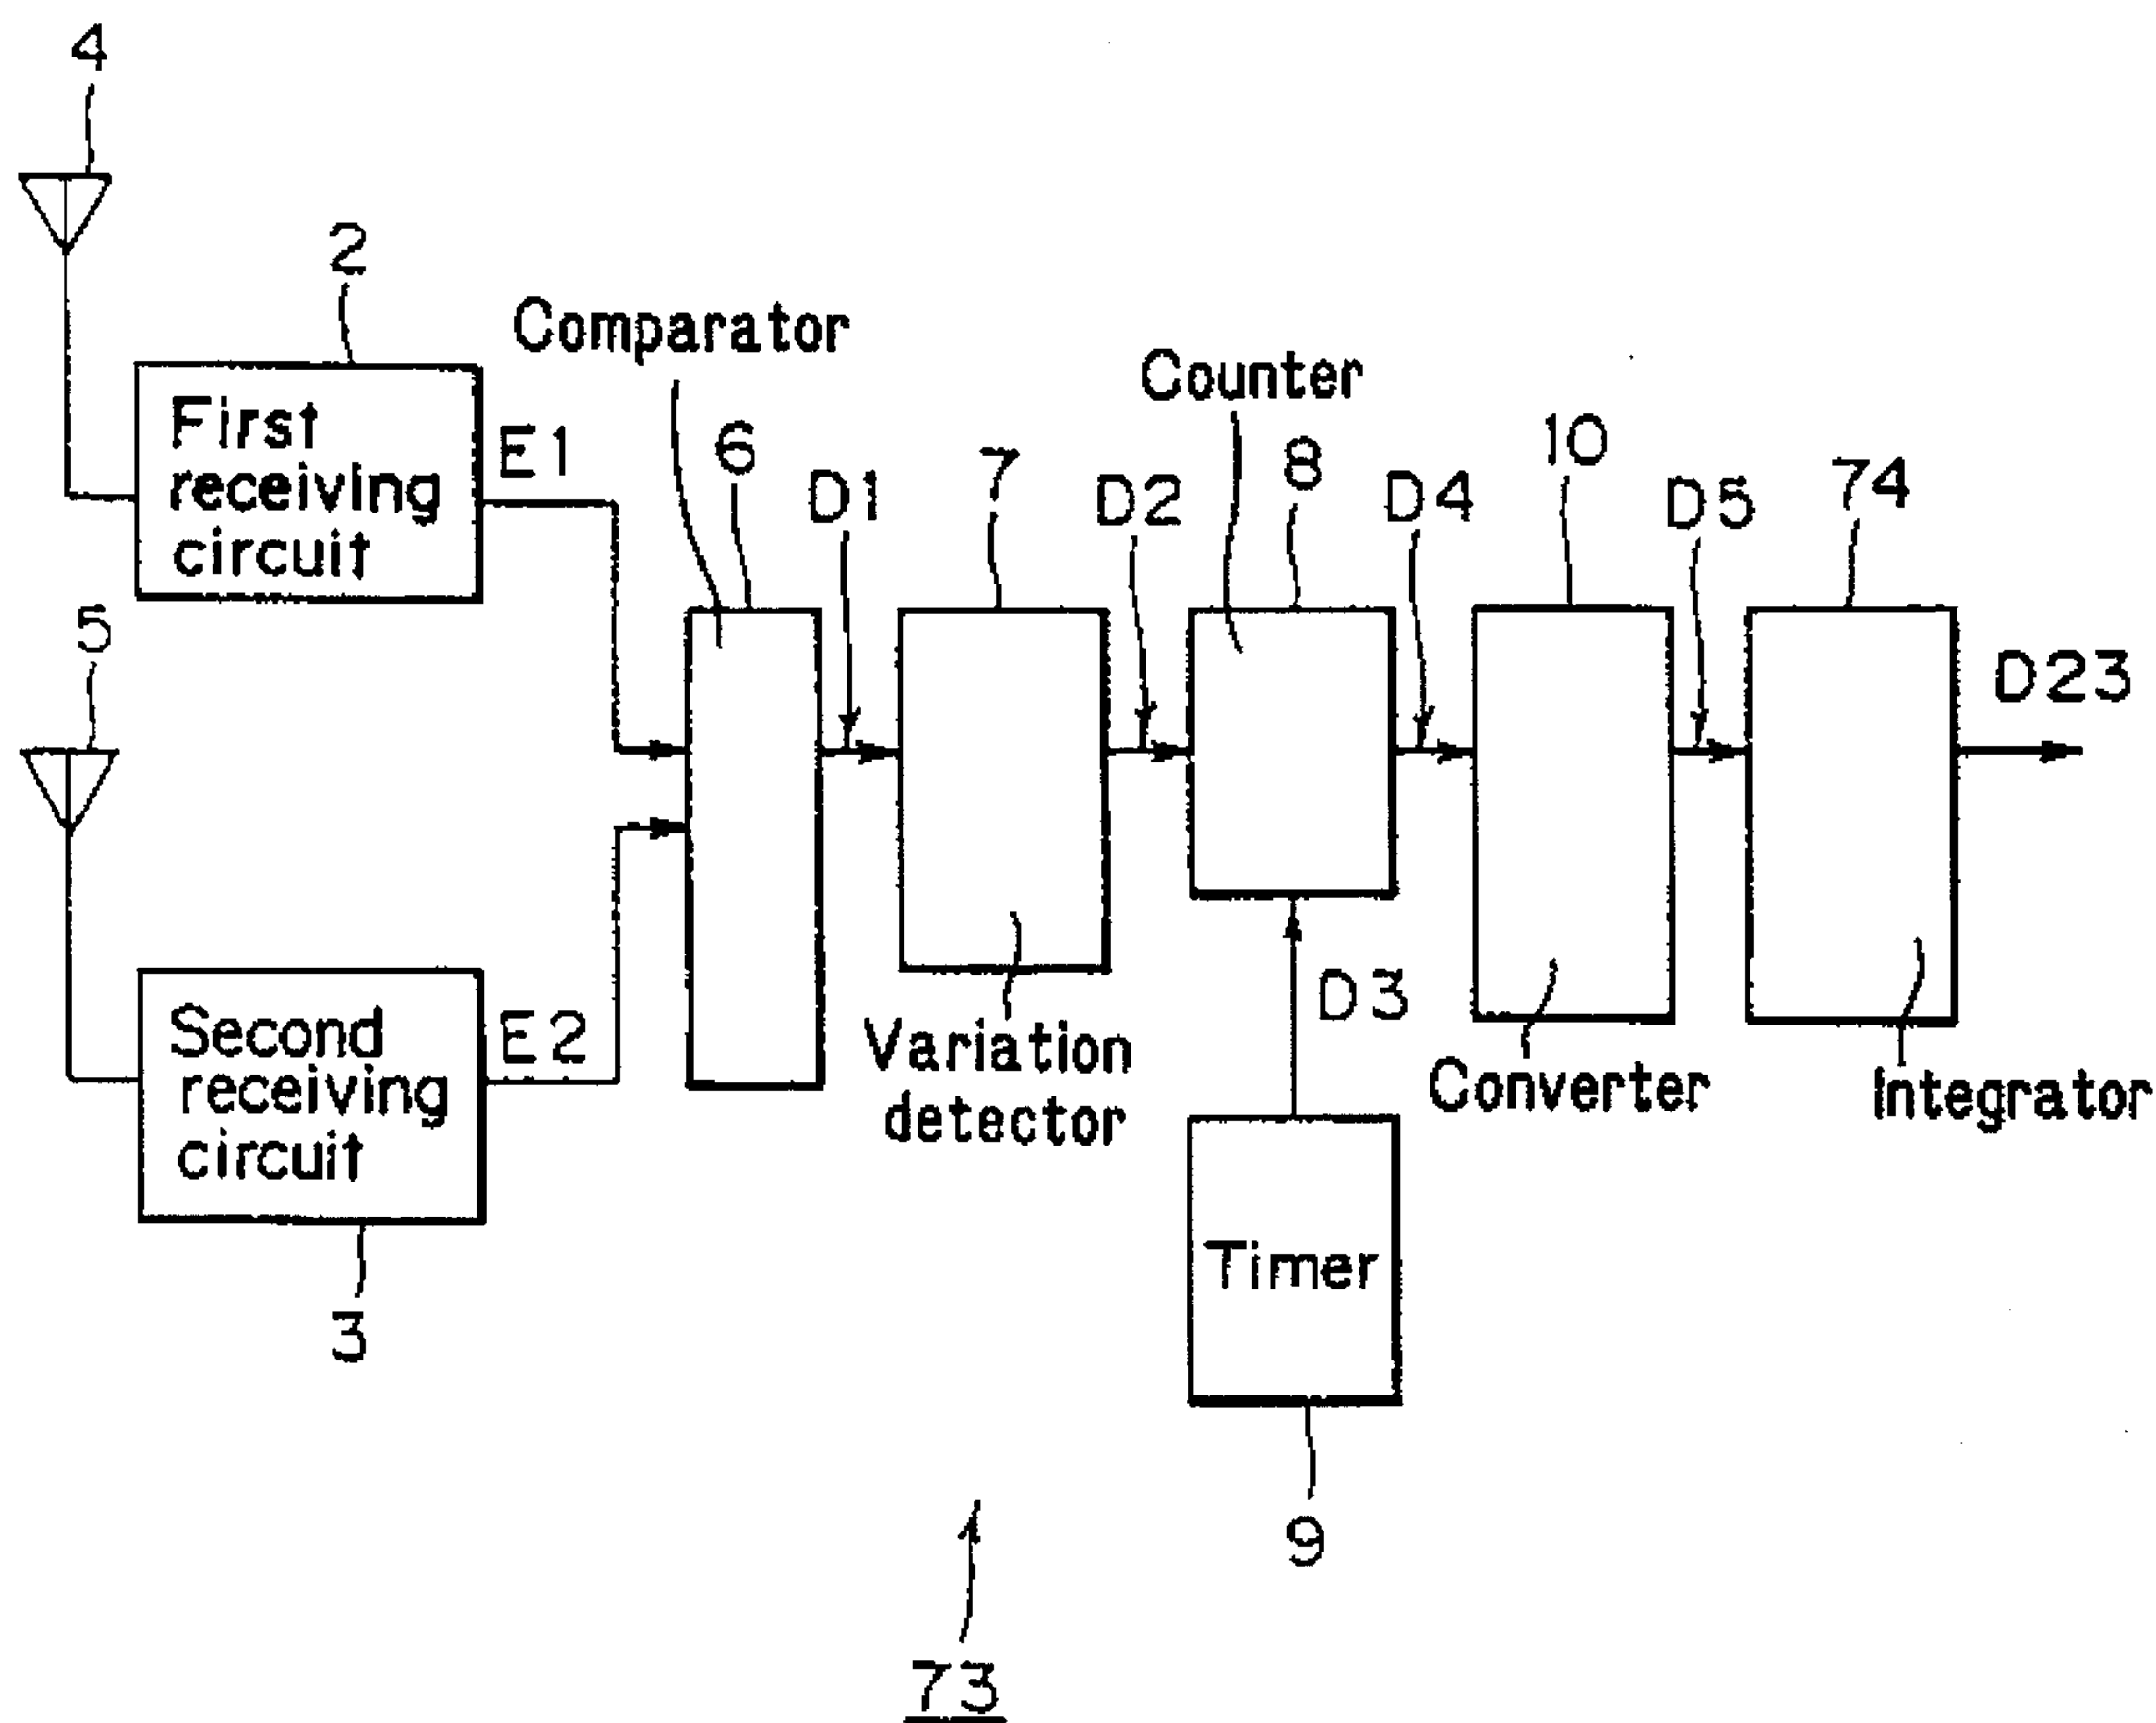 4
2
Comparator
Counter
First
receiving
circuit
E1
6
D1
7
D2
8
D4
10
D5
74
5
D23
Second
receiving
circuit
E2
D3
Variation
detector
Converter
Integrator
Timer
3
9
73